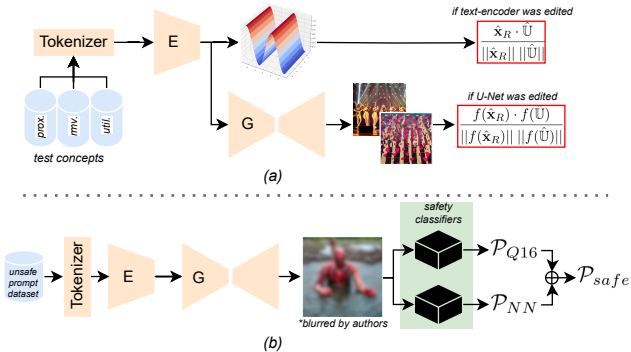 if text-encoder was edited
Tokenizer
E
x̂_R · Û
||x̂_R|| ||Û||
prox.
rmv.
util.
test concepts
G
if U-Net was edited
f(x̂_R) · f(Û)
||f(x̂_R)|| ||f(Û)||
(a)
safety
classifiers
unsafe
prompt
dataset
Tokenizer
E
G
P_Q16
P_NN
P_safe
*blurred by authors
(b)